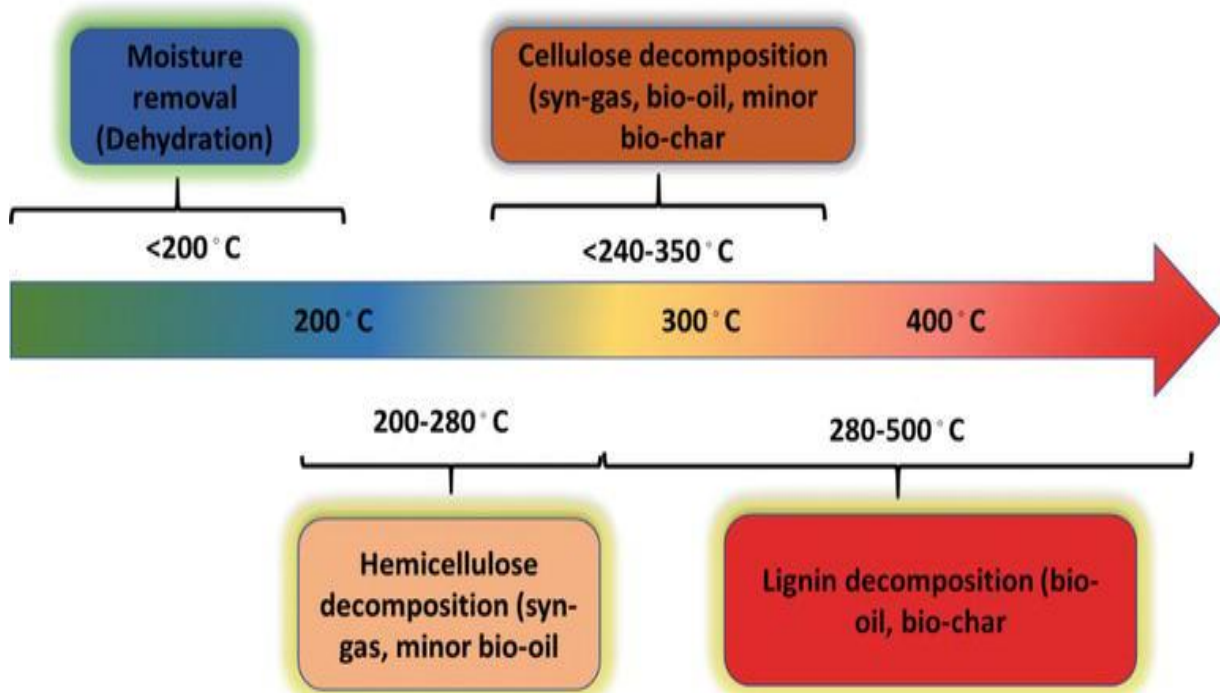 Moisture
removal
(Dehydration)
Cellulose decomposition
(syn-gas, bio-oil, minor
bio-char
<200°C
<240-350°C
200°C
300°C
400°C
200-280°C
280-500°C
Hemicellulose
decomposition (syn-
gas, minor bio-oil
Lignin decomposition (bio-
oil, bio-char